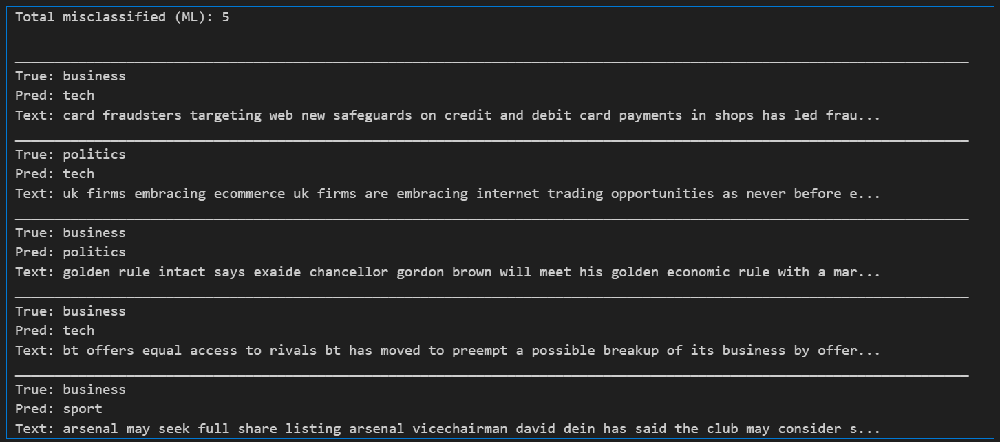 Total misclassified (ML): 5
True: business
Pred: tech
Text: card fraudsters targeting web new safeguards on credit and debit card payments in shops has led frau...
True: politics
Pred: tech
Text: uk firms embracing ecommerce uk firms are embracing internet trading opportunities as never before e...
True: business
Pred: politics
Text: golden rule intact says exaide chancellor gordon brown will meet his golden economic rule with a mar...
True: business
Pred: tech
Text: bt offers equal access to rivals bt has moved to preempt a possible breakup of its business by offer...
True: business
Pred: sport
Text: arsenal may seek full share listing arsenal vicechairman david dein has said the club may consider s...